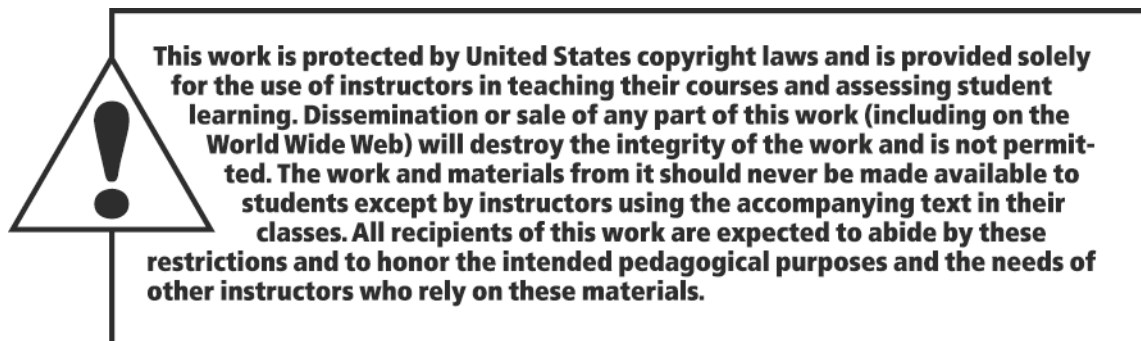 This work is protected by United States copyright laws and is provided solely
for the use of instructors in teaching their courses and assessing student
learning. Dissemination or sale of any part of this work (including on the
World Wide Web) will destroy the integrity of the work and is not permit-
ted. The work and materials from it should never be made available to
students except by instructors using the accompanying text in their
classes. All recipients of this work are expected to abide by these
restrictions and to honor the intended pedagogical purposes and the needs of
other instructors who rely on these materials.